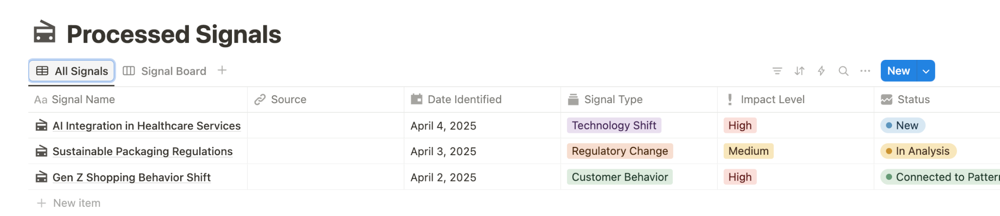 Processed Signals
All Signals Signal Board
New
Aa Signal Name Source Date Identified Signal Type Impact Level Status
AI Integration in Healthcare Services April 4, 2025 Technology Shift High New
Sustainable Packaging Regulations April 3, 2025 Regulatory Change Medium In Analysis
Gen Z Shopping Behavior Shift April 2, 2025 Customer Behavior High Connected to
New item